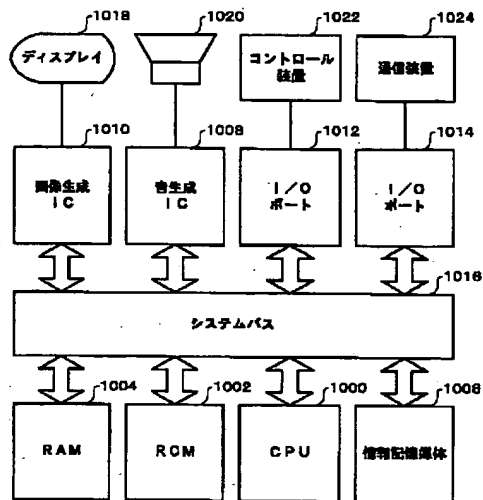 1018
1020
1022
1024
ディスプレイ
コントロール
装置
通信装置
1010
1008
1012
1014
画像生成
IC
音生成
IC
I/O
ポート
I/O
ポート
1016
システムバス
1004
1002
1000
1006
RAM
ROM
CPU
情報記憶媒体